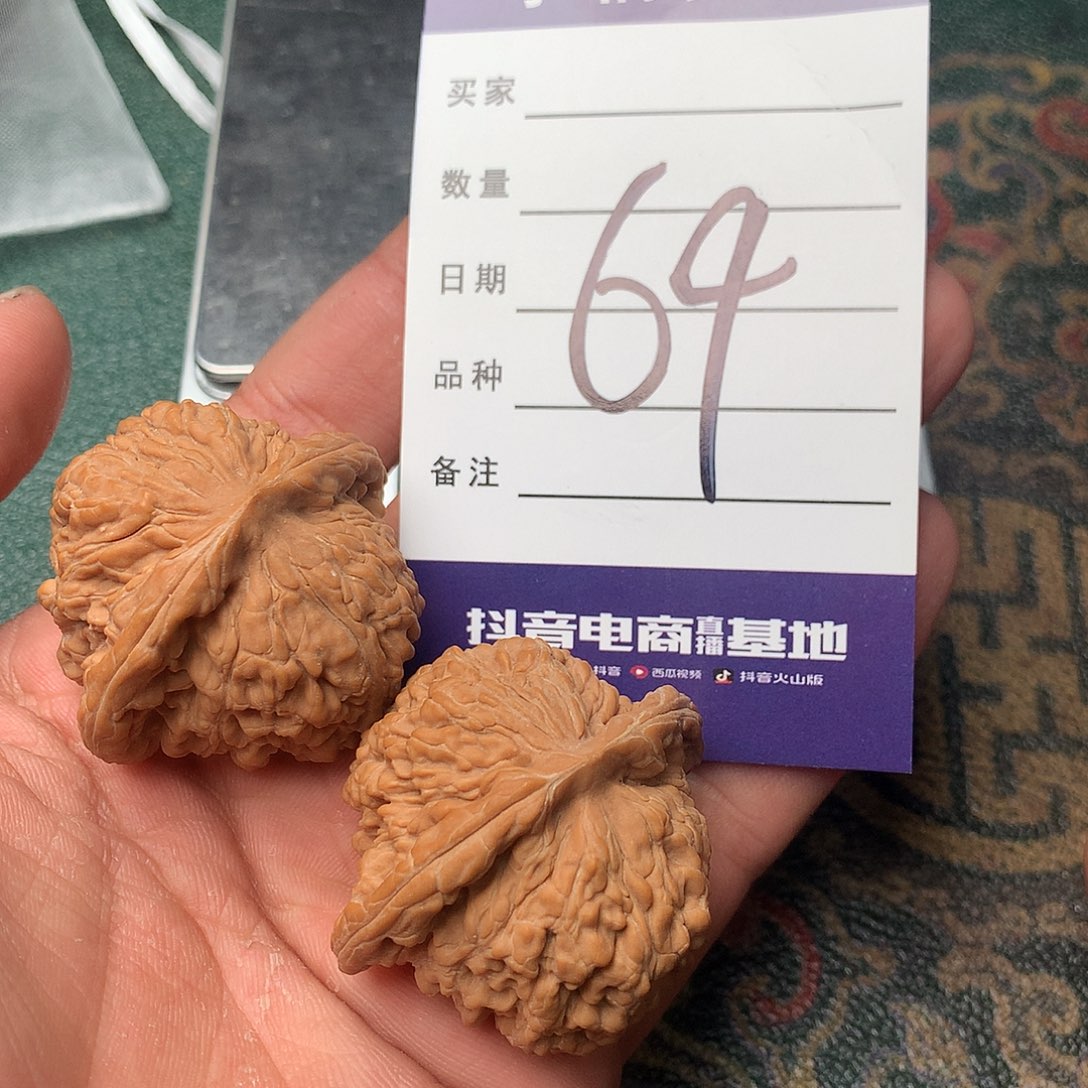 买家
数量
69
日期
品种
备注
抖音电商直播基地
抖音 西瓜视频 抖音火山版